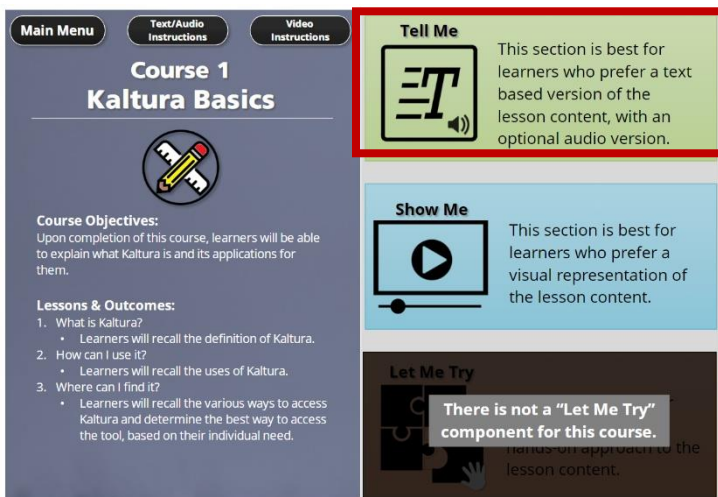 Main Menu
Text/Audio
Instructions
Video
Instructions
Course 1
Kaltura Basics
Course Objectives:
Upon completion of this course, learners will be able
to explain what Kaltura is and its applications for
them.
Lessons & Outcomes:
1. What is Kaltura?
• Learners will recall the definition of Kaltura.
2. How can I use it?
• Learners will recall the uses of Kaltura.
3. Where can I find it?
• Learners will recall the various ways to access
Kaltura and determine the best way to access
the tool, based on their individual need.
Tell Me
This section is best for
learners who prefer a text
based version of the
lesson content, with an
optional audio version.
Show Me
This section is best for
learners who prefer a
visual representation of
the lesson content.
Let Me Try
There is not a “Let Me Try”
component for this course.
hands-on approach to the
lesson content.